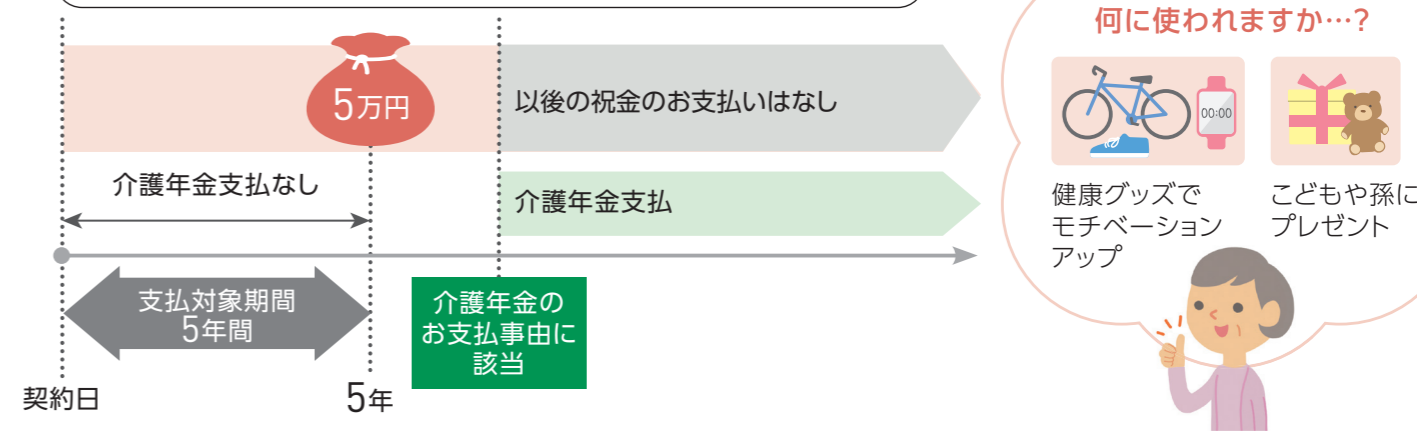 何に使われますか…?
5万円
以後の祝金のお支払いはなし
00:00
健康グッズで
モチベーション
アップ
こどもや孫に
プレゼント
介護年金支払なし
介護年金支払
支払対象期間
5年間
介護年金の
お支払事由に
該当
契約日
5年